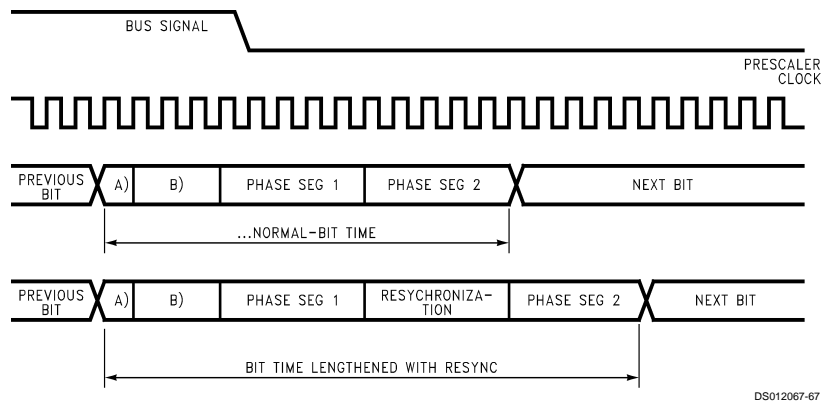 BUS SIGNAL
PRESCALER
CLOCK
PREVIOUS
BIT
A)
B)
PHASE SEG 1
PHASE SEG 2
NEXT BIT
...NORMAL-BIT TIME
PREVIOUS
BIT
A)
B)
PHASE SEG 1
RESYCHRONIZA-
TION
PHASE SEG 2
NEXT BIT
BIT TIME LENGTHENED WITH RESYNC
DS012067-67